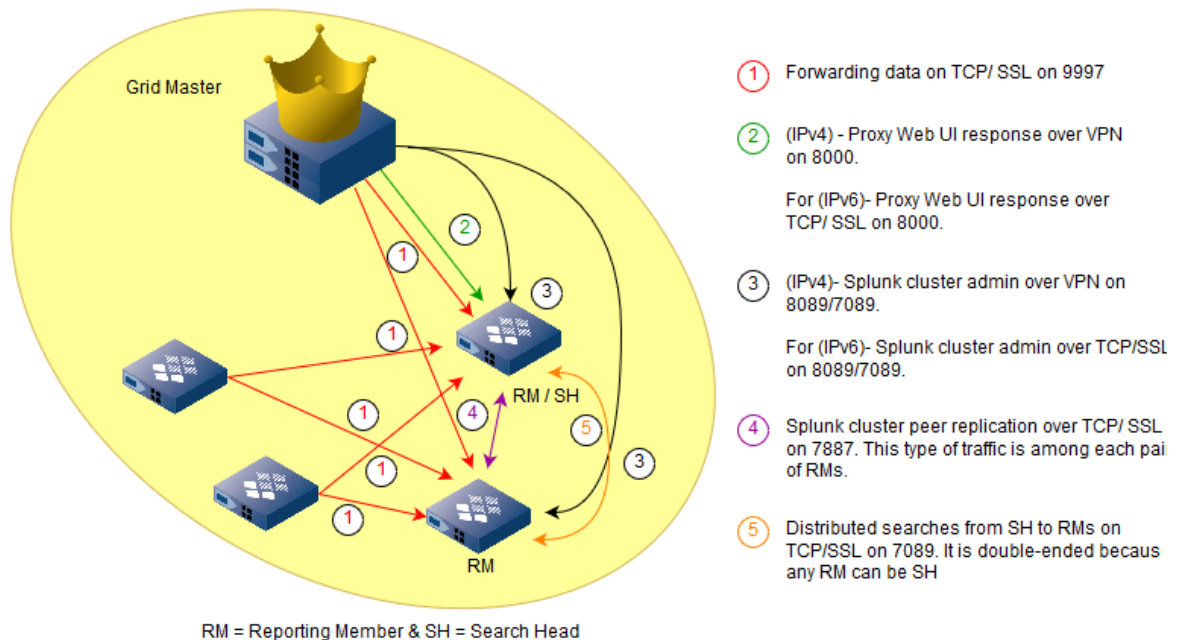 Grid Master
2
1
3
1
RM / SH
4
5
1
1
3
1
RM
RM = Reporting Member & SH = Search Head
1
Forwarding data on TCP/ SSL on 9997
2
(IPv4) - Proxy Web UI response over VPN
on 8000.
For (IPv6)- Proxy Web UI response over
TCP/ SSL on 8000.
3
(IPv4)- Splunk cluster admin over VPN on
8089/7089.
For (IPv6)- Splunk cluster admin over TCP/SSL
on 8089/7089.
4
Splunk cluster peer replication over TCP/ SSL
on 7887. This type of traffic is among each pai
of RMs.
5
Distributed searches from SH to RMs on
TCP/SSL on 7089. It is double-ended becaus
any RM can be SH